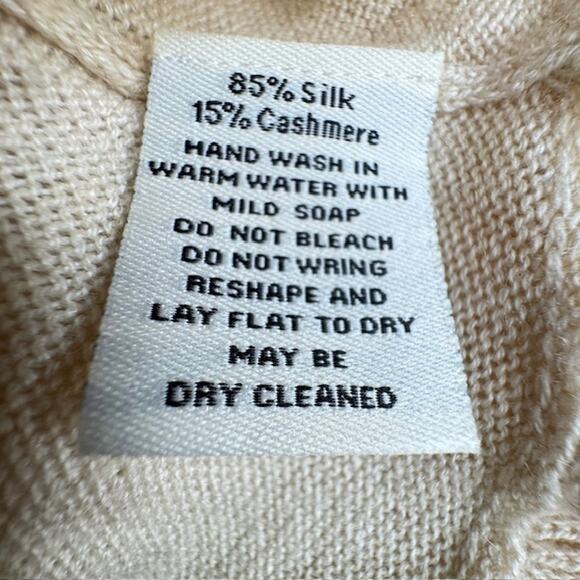 85% Silk
15% Cashmere
HAND WASH IN
WARM WATER WITH
MILD SOAP
DO NOT BLEACH
DO NOT WRING
RESHAPE AND
LAY FLAT TO DRY
MAY BE
DRY CLEANED